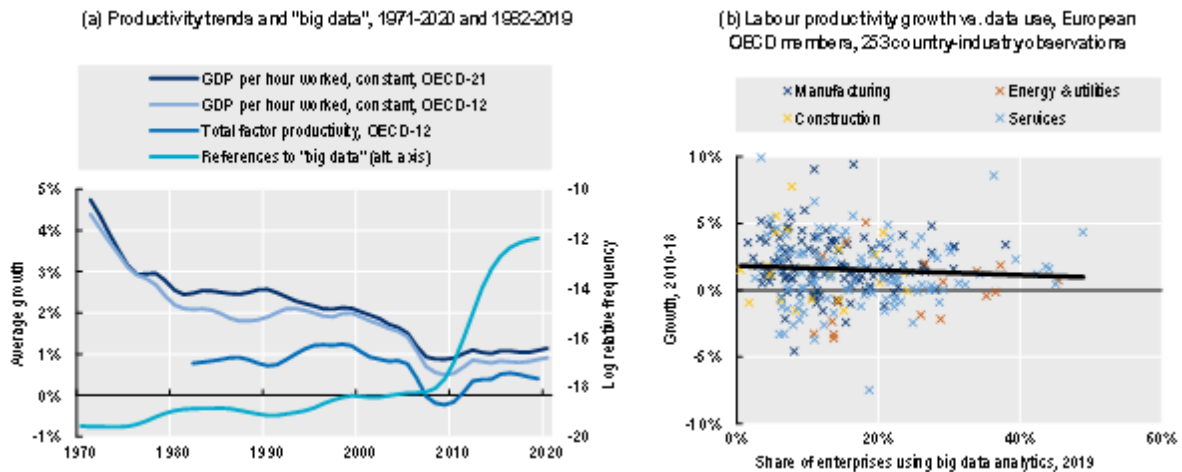 (a) Productivity trends and "big data", 1971-2020 and 1982-2019
GDP per hour worked, constant, OECD-21
GDP per hour worked, constant, OECD-12
Total factor productivity, OECD-12
References to "big data" (alt. axis)
Average growth
5%
4%
3%
2%
1%
0%
-1%
1970
1980
1990
2000
2010
2020
-10
-12
-14
-16
-18
-20
Log relative frequency
(b) Labour productivity growth vs. data use, European
OECD members, 253 country-industry observations
Manufacturing
Energy & utilities
Construction
Services
Growth, 2010-18
10%
5%
0%
-5%
-10%
0%
20%
40%
60%
Share of enterprises using big data analytics, 2019